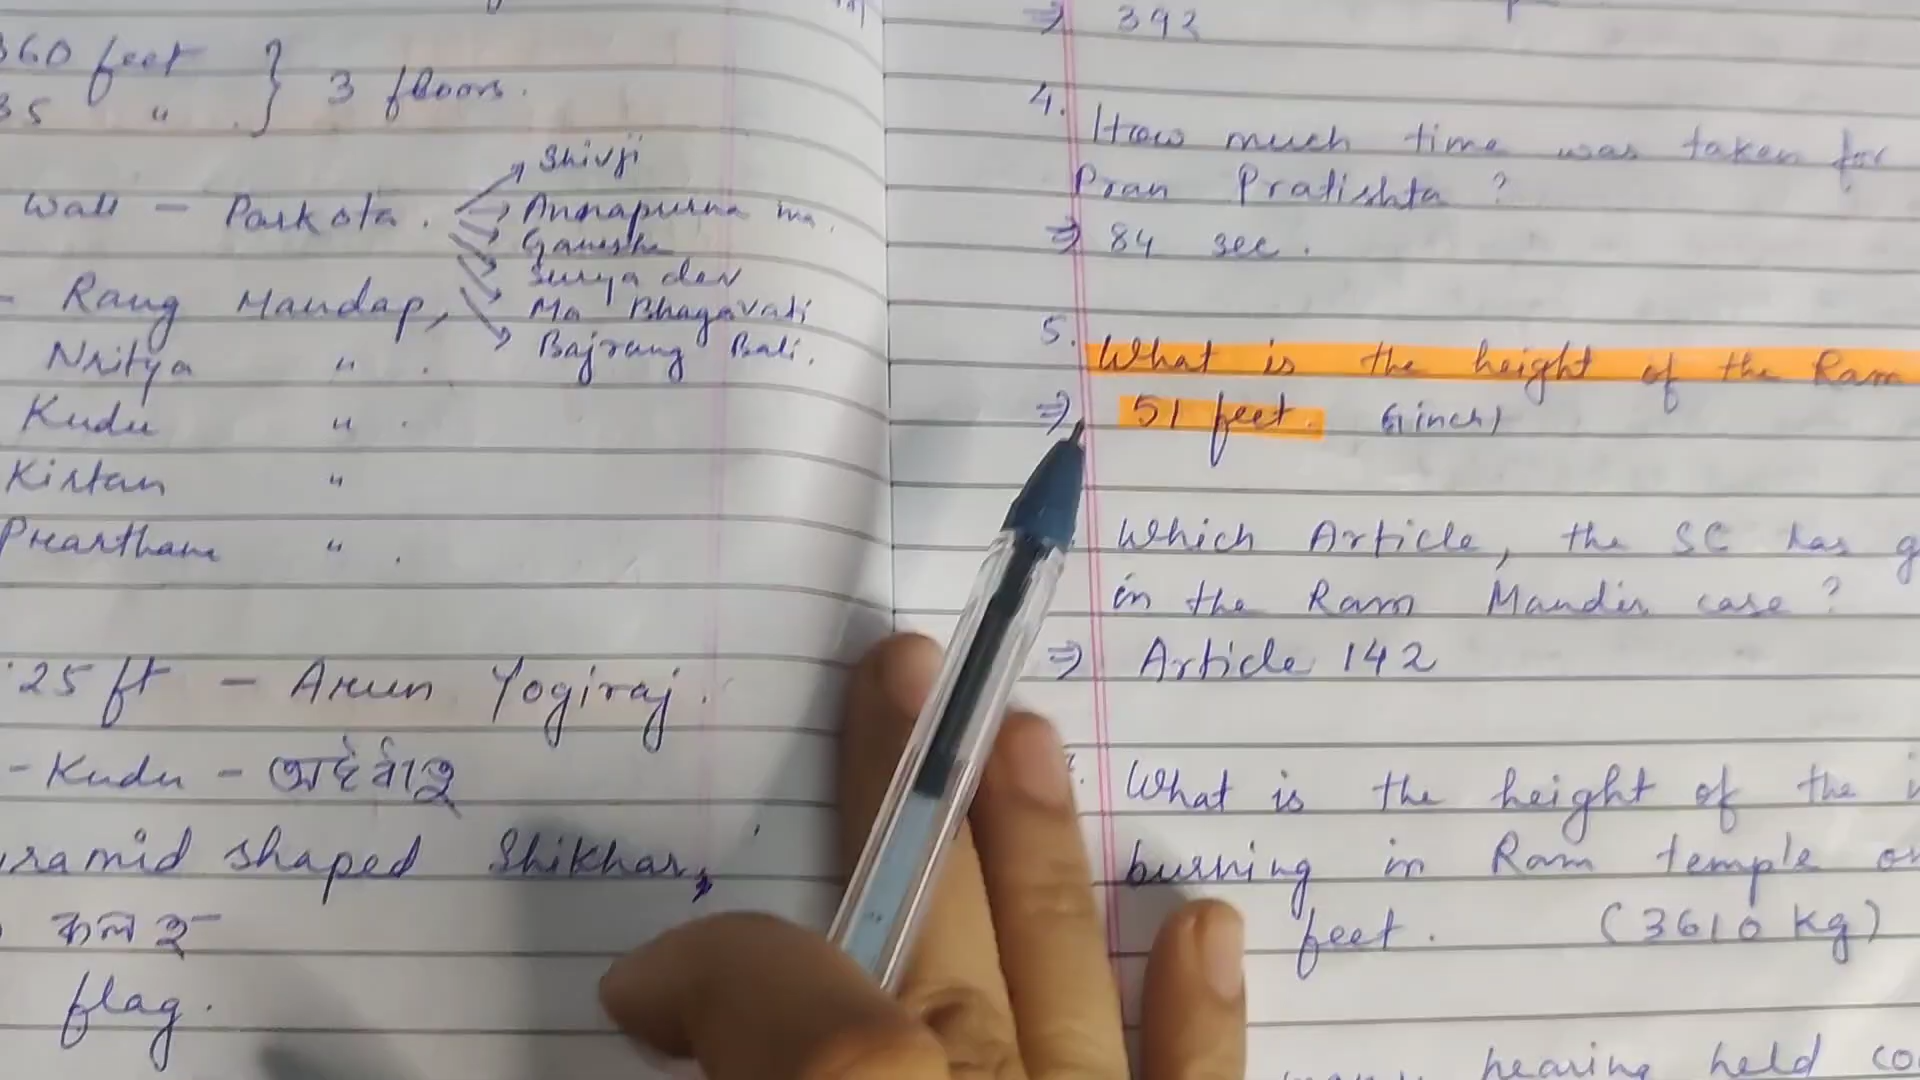 360 feet
35 " } 3 floors.
Wall - Parkota. → Shivji
→ Annapurna ma.
→ Ganesha
→ Surya dev
→ Ma Bhagavati
→ Bajrang Bali.
- Rang Mandap,
Nritya " .
Kudu " .
Kirtan "
Prarthana " .
25 ft - Arun Yogiraj.
- Kudu -
ramid shaped Shikhar,
flag.
⇒ 392
4. How much time was taken for
Pran Pratishta ?
⇒ 84 sec.
5. What is the height of the Ram
⇒ 51 feet. (inch)
Which Article, the SC has g
in the Ram Mandir case ?
⇒ Article 142
What is the height of the i
burning in Ram temple on
feet. (3610 kg)
hearing held co